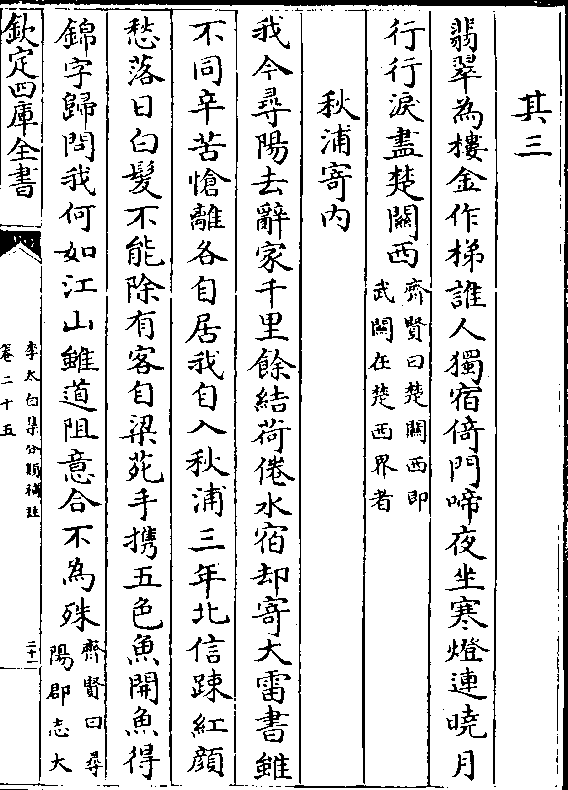 其三
翡翠為樓金作梯誰人獨宿倚門啼夜坐寒燈連曉月
行行淚盡楚關西齊賢曰楚關西即
武關在楚西界者
秋浦寄内
我今尋陽去辭家千里餘結荷倦水宿却寄大雷書雖
不同辛苦愴離各自居我自入秋浦三年北信踈紅顔
愁落日白髮不能除有客自梁苑手擕五色魚開魚得
錦字歸問我何如江山雖道阻意合不為殊齊賢曰尋
陽郡志大
欽定四庫全書
李太白集分類補註
卷二十五
二十一